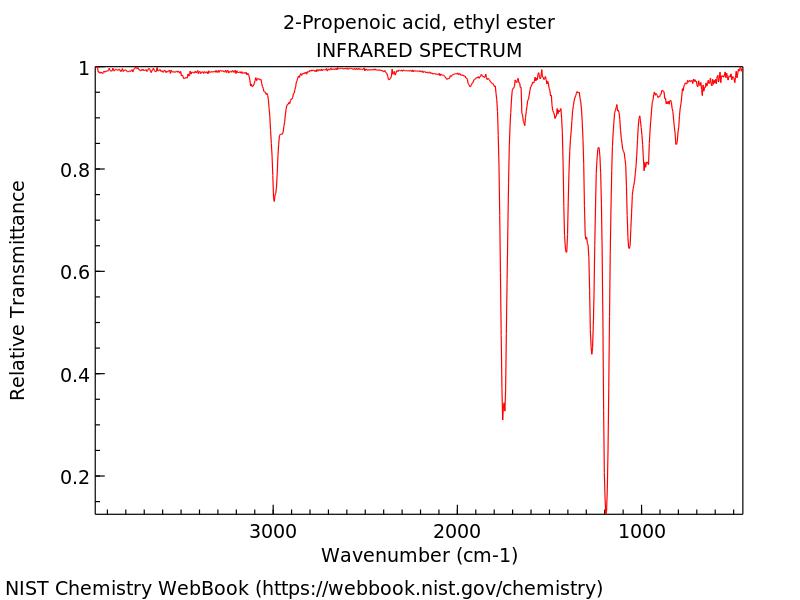 2-Propenoic acid, ethyl ester
INFRARED SPECTRUM
1
0.8
0.6
0.4
0.2
Relative Transmittance
3000 2000 1000
Wavenumber (cm-1)
NIST Chemistry WebBook (https://webbook.nist.gov/chemistry)